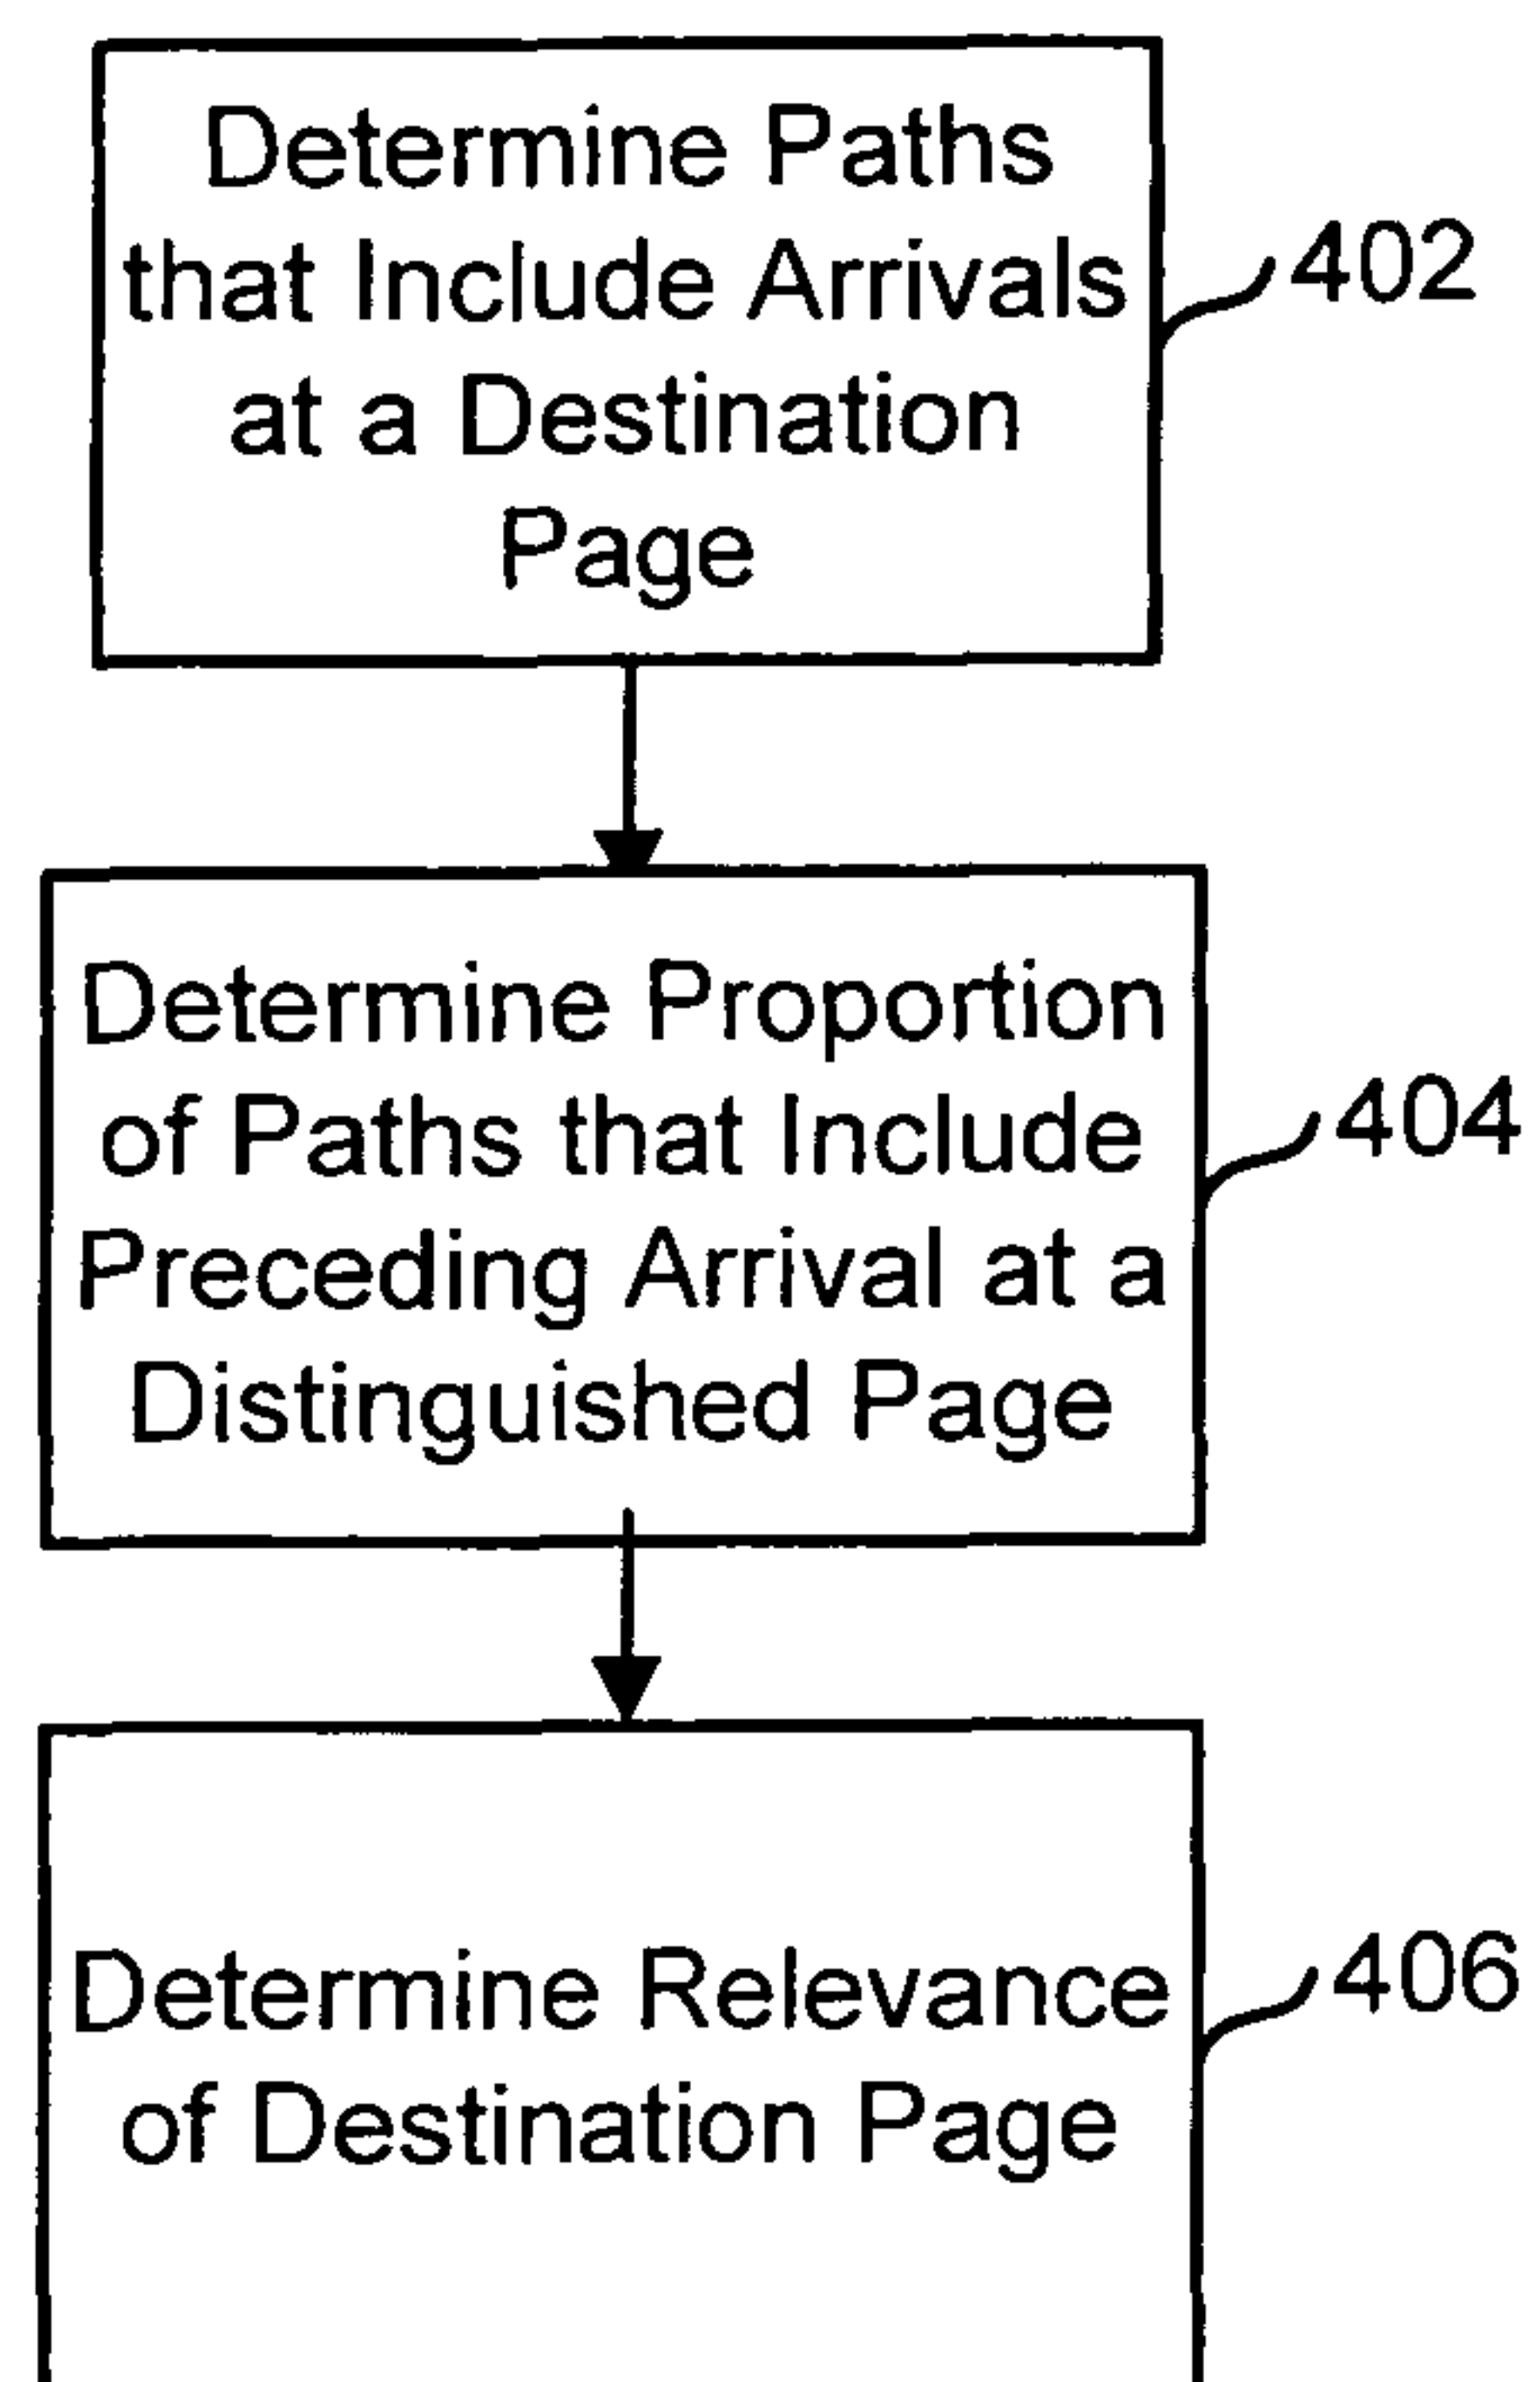 Determine Paths
that Include Arrivals
at a Destination
Page
402
Determine Proportion
of Paths that Include
Preceding Arrival at a
Distinguished Page
404
Determine Relevance
of Destination Page
406